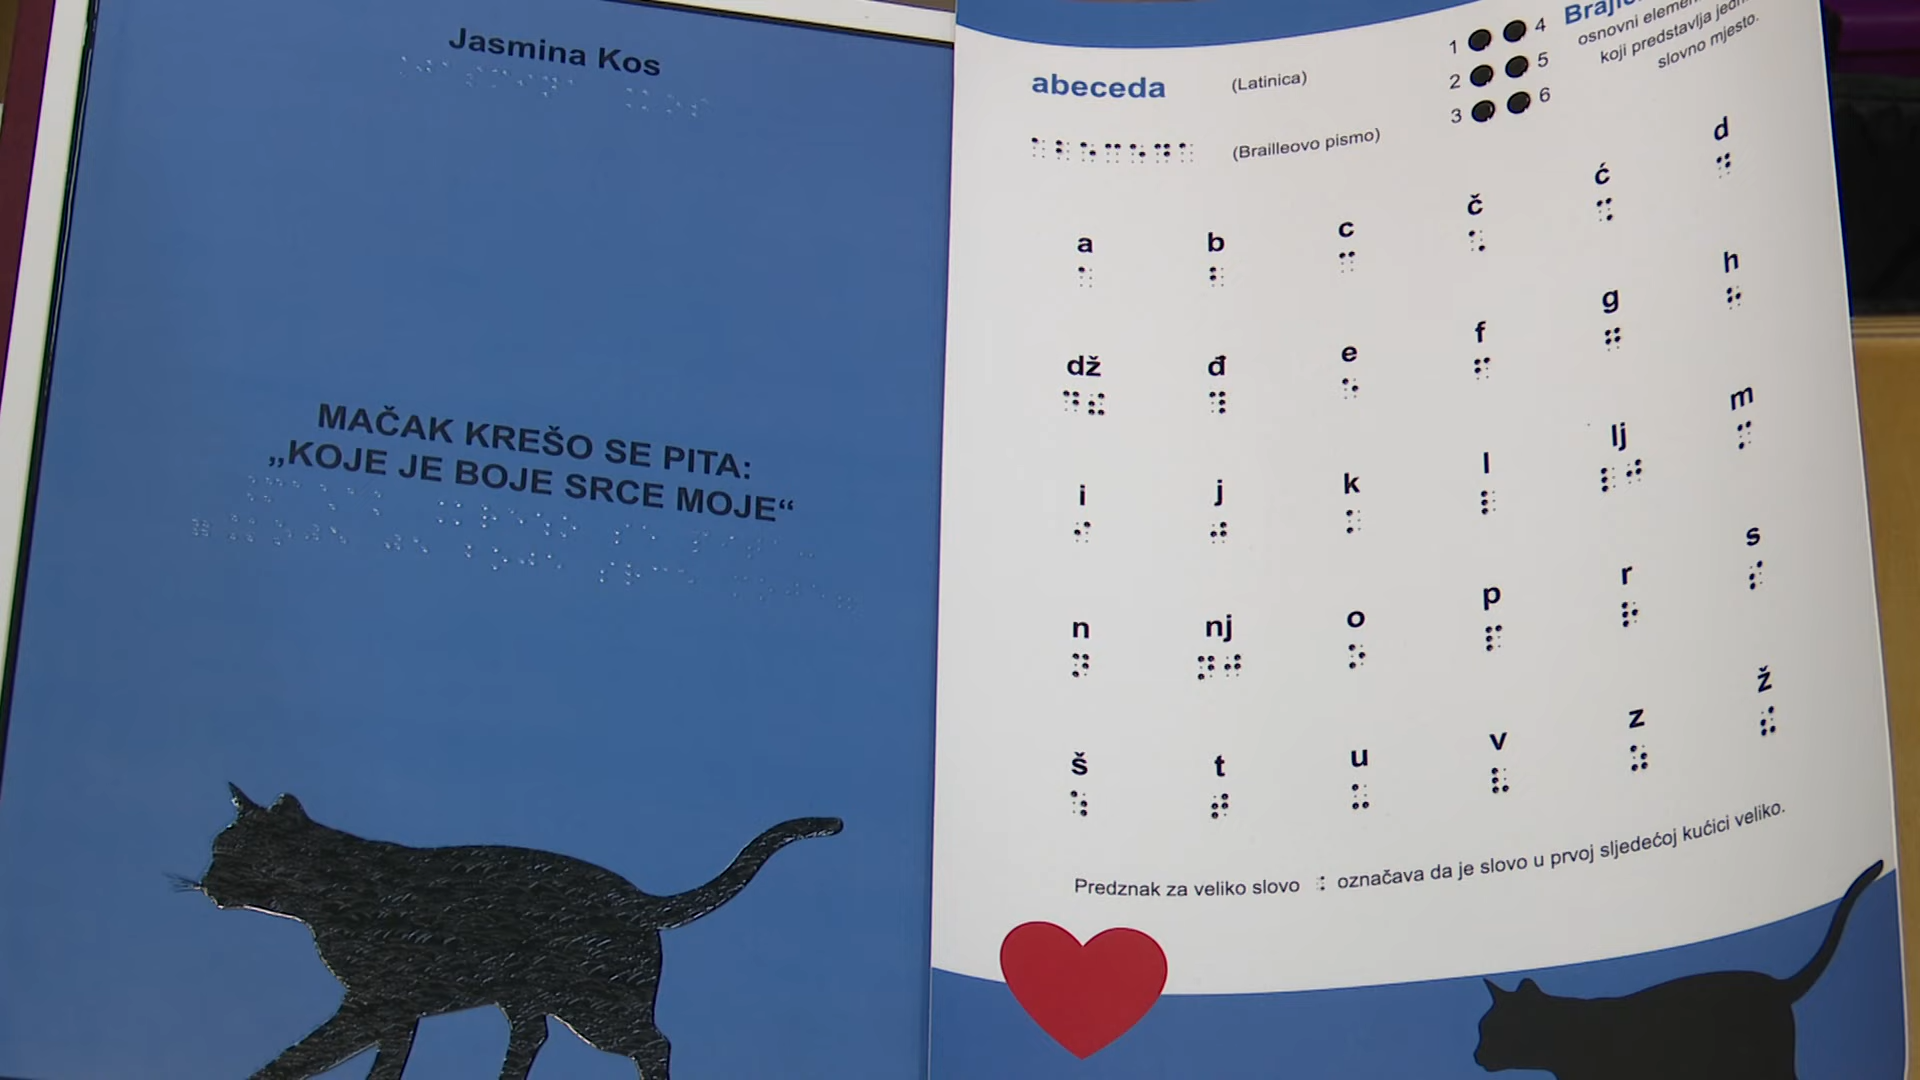 Jasmina Kos
MAČAK KREŠO SE PITA:
„KOJE JE BOJE SRCE MOJE“
abeceda (Latinica)
(Brailleovo pismo)
1 4
2 5
3 6
osnovni
koji predstavlja
slovno mjesto.
a b c č ć d
dž đ e f g h
i j k l lj m
n nj o p r s
š t u v z ž
Predznak za veliko slovo ⠨ označava da je slovo u prvoj sljedećoj kućici veliko.